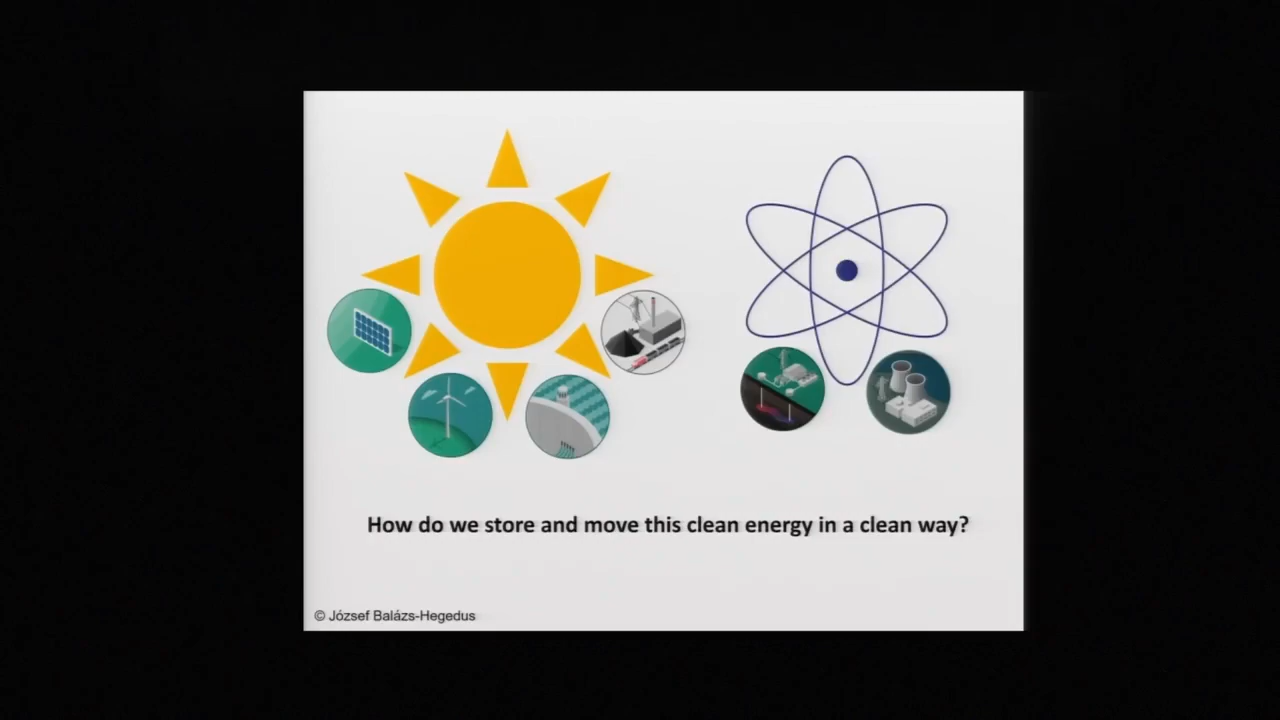 How do we store and move this clean energy in a clean way?
© József Balázs-Hegedus